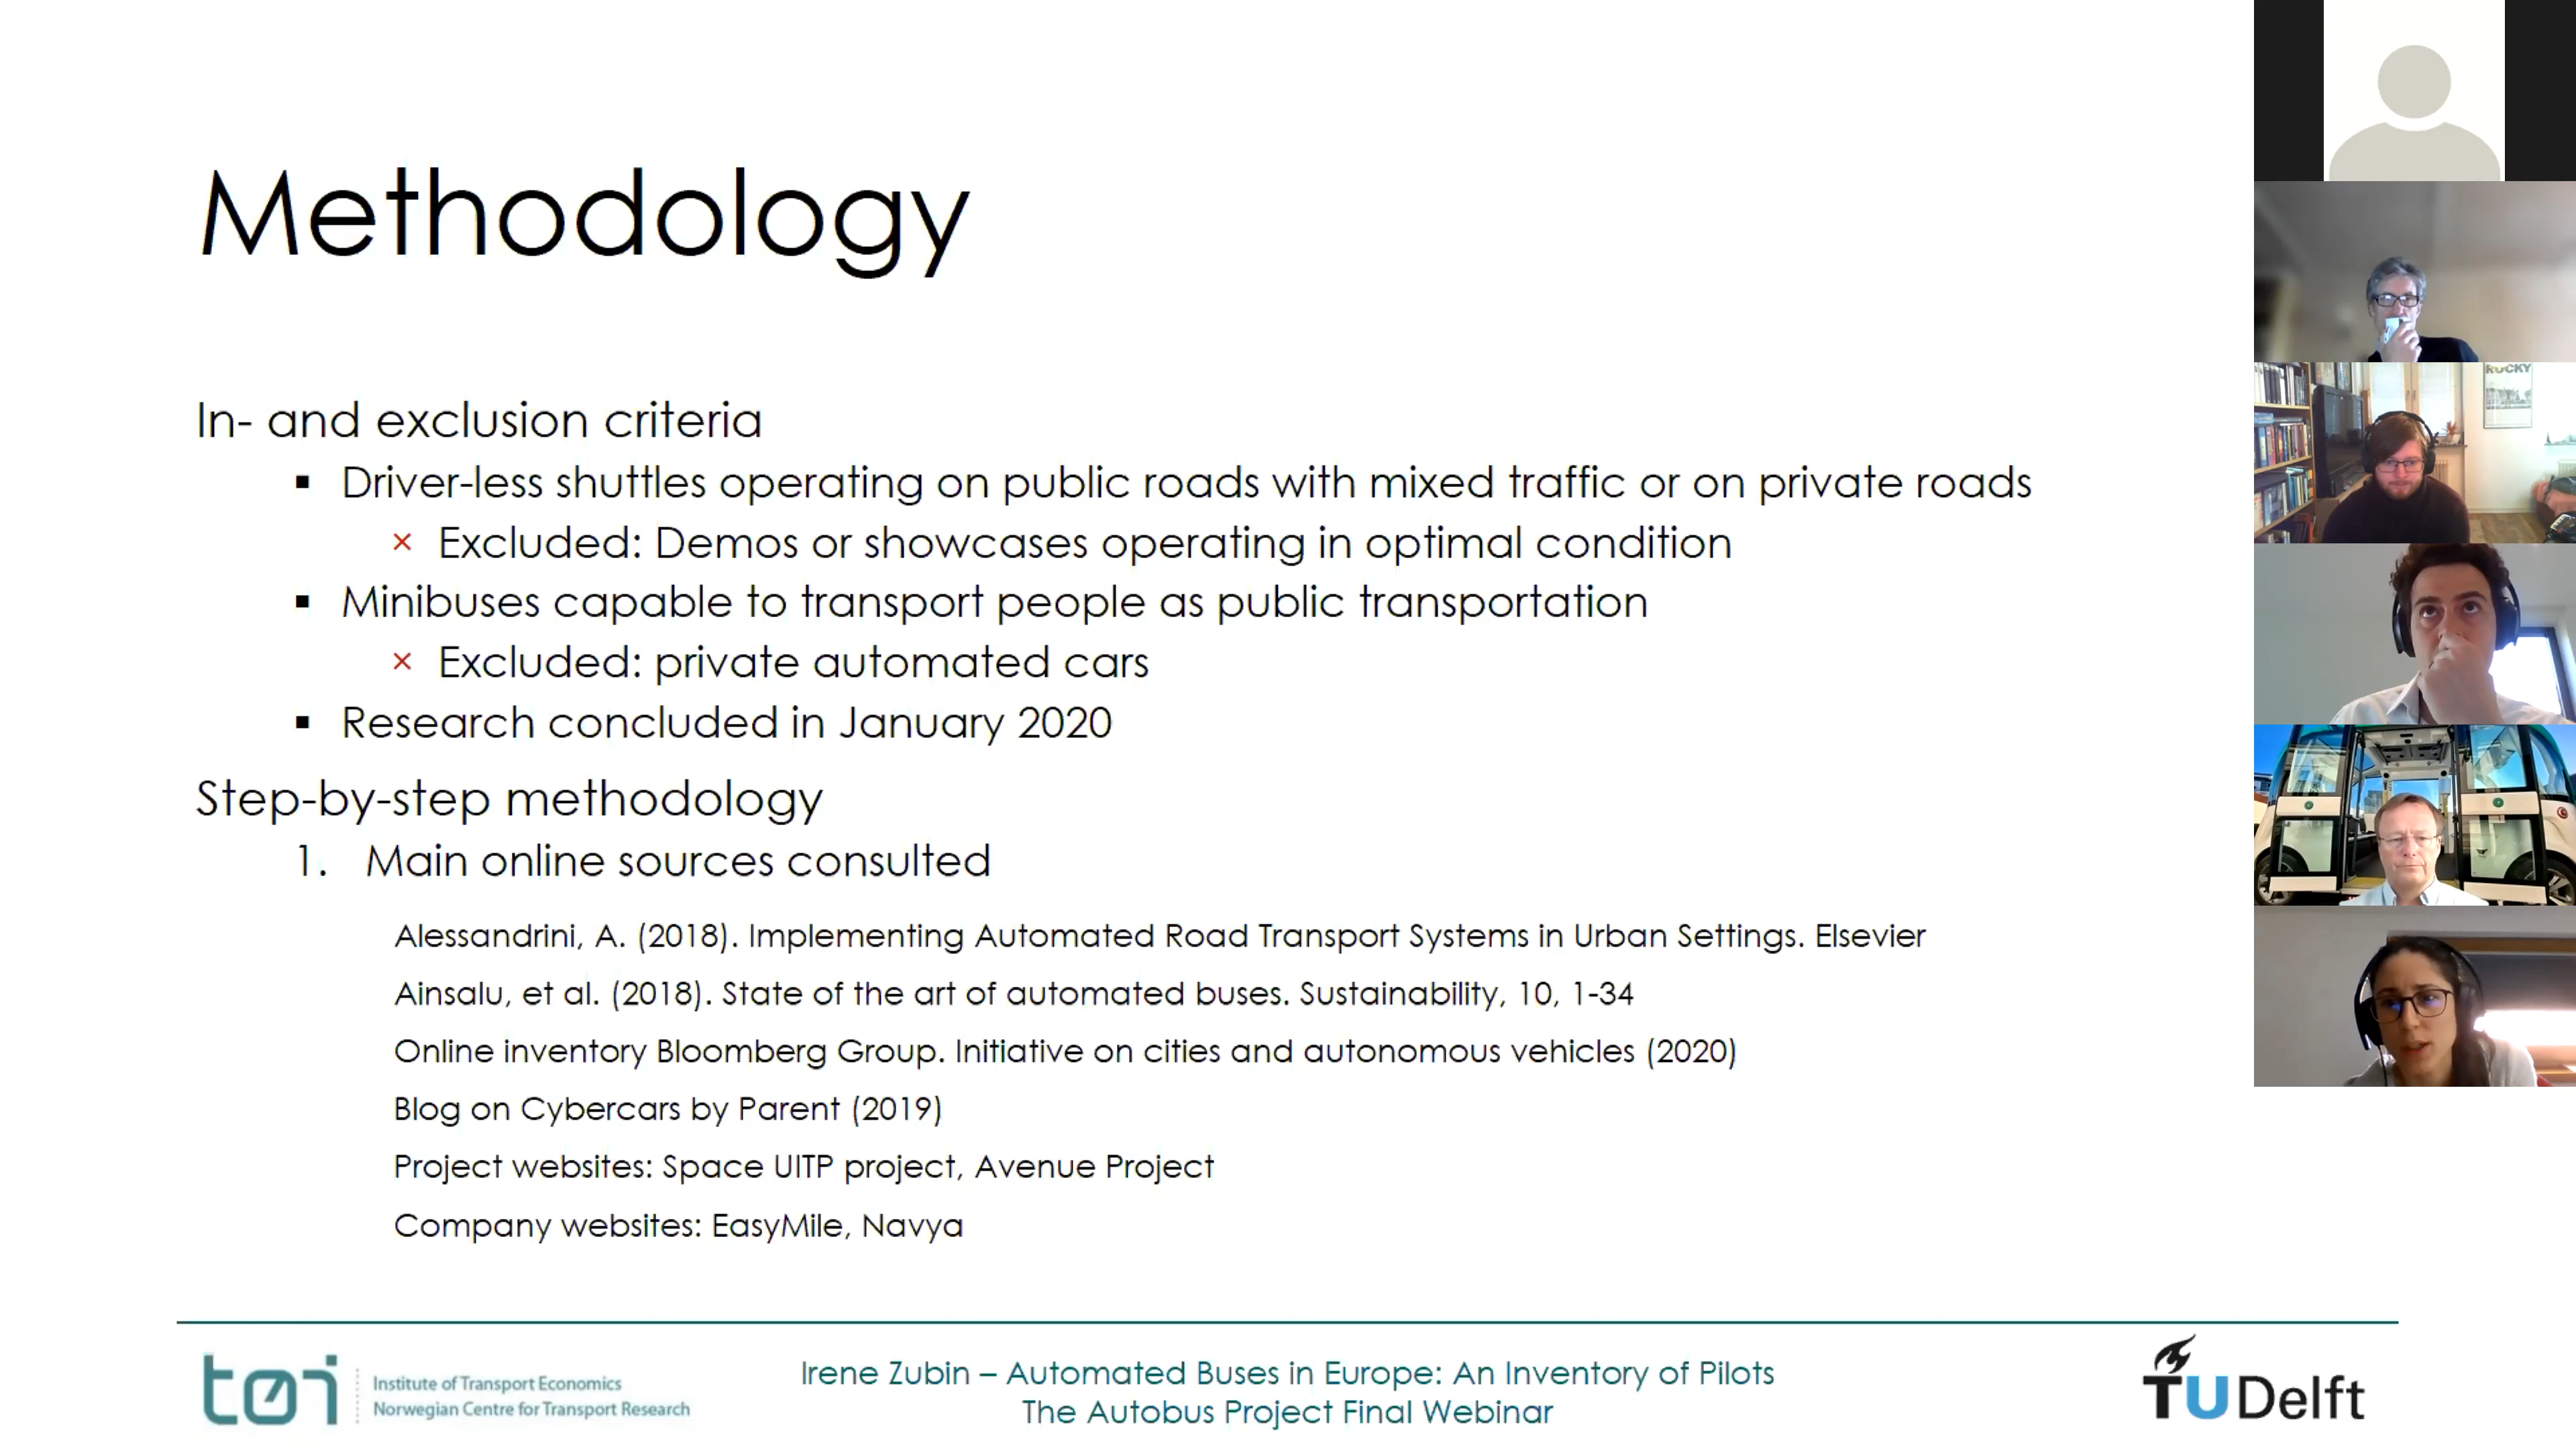 Methodology
In- and exclusion criteria
▪ Driver-less shuttles operating on public roads with mixed traffic or on private roads
× Excluded: Demos or showcases operating in optimal condition
▪ Minibuses capable to transport people as public transportation
× Excluded: private automated cars
▪ Research concluded in January 2020
Step-by-step methodology
1. Main online sources consulted
Alessandrini, A. (2018). Implementing Automated Road Transport Systems in Urban Settings. Elsevier
Ainsalu, et al. (2018). State of the art of automated buses. Sustainability, 10, 1-34
Online inventory Bloomberg Group. Initiative on cities and autonomous vehicles (2020)
Blog on Cybercars by Parent (2019)
Project websites: Space UITP project, Avenue Project
Company websites: EasyMile, Navya
tøi
Institute of Transport Economics
Norwegian Centre for Transport Research
Irene Zubin – Automated Buses in Europe: An Inventory of Pilots
The Autobus Project Final Webinar
TUDelft
ROCKY